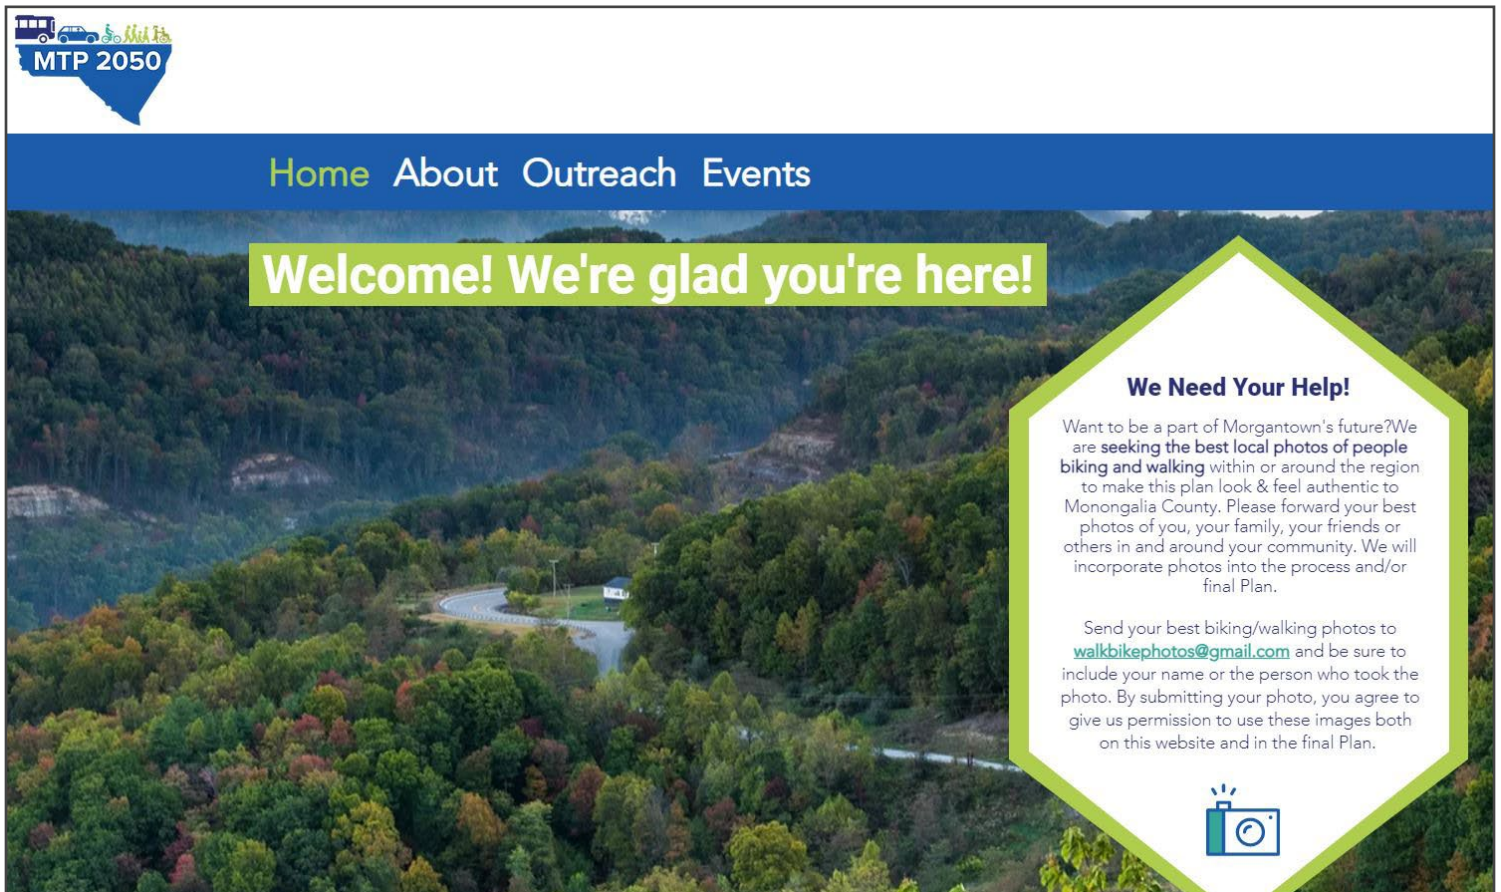 MTP 2050
Home About Outreach Events
Welcome! We're glad you're here!
We Need Your Help!
Want to be a part of Morgantown's future?We
are seeking the best local photos of people
biking and walking within or around the region
to make this plan look & feel authentic to
Monongalia County. Please forward your best
photos of you, your family, your friends or
others in and around your community. We will
incorporate photos into the process and/or
final Plan.
Send your best biking/walking photos to
walkbikephotos@gmail.com and be sure to
include your name or the person who took the
photo. By submitting your photo, you agree to
give us permission to use these images both
on this website and in the final Plan.